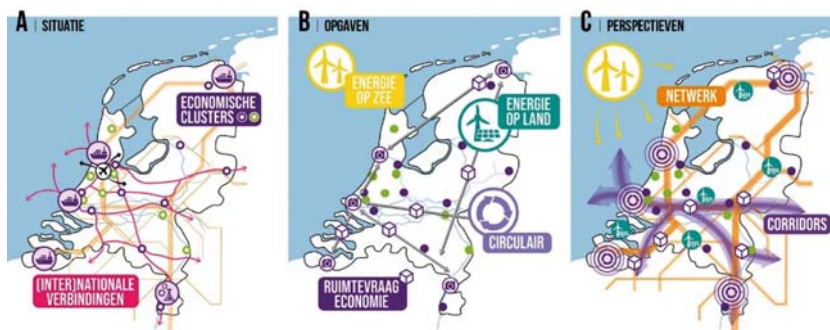 A | SITUATIE
ECONOMISCHE
CLUSTERS
(INTER)NATIONALE
VERBINDINGEN
B | OPGAVEN
ENERGIE
OP ZEE
ENERGIE
OP LAND
CIRCULAIR
RUIMTEVRAAG
ECONOMIE
C | PERSPECTIEVEN
NETWERK
CORRIDORS